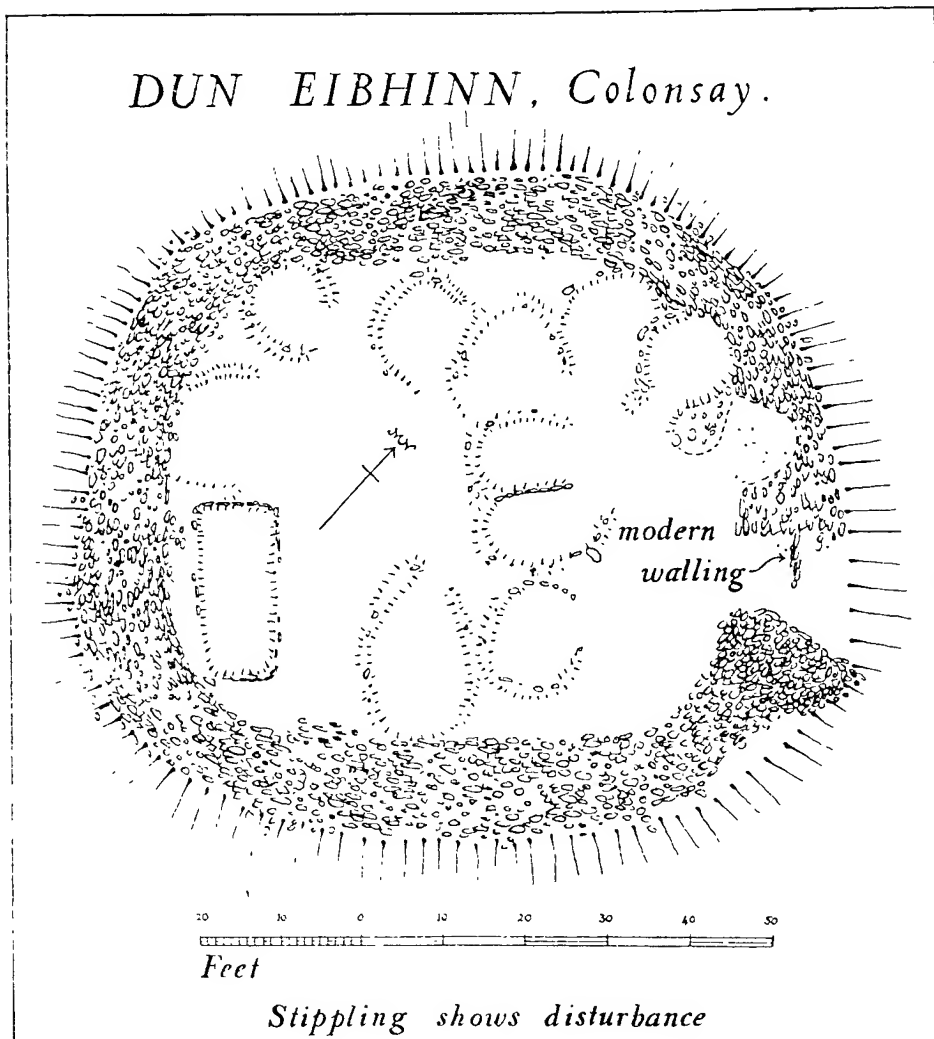 DUN EIBHINN, Colonsay.
modern
walling
20 10 0 10 20 30 40 50
Feet
Stippling shows disturbance